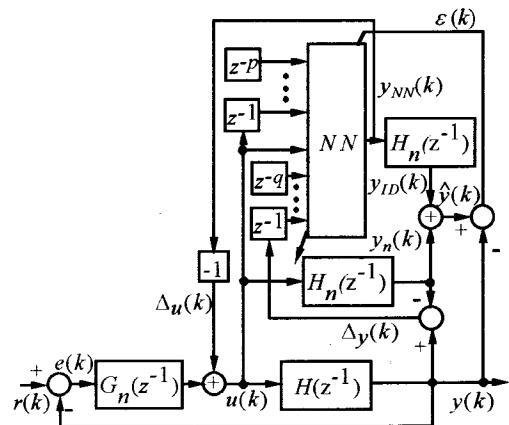 ε(k)
z-p
y_NN(k)
z-1
NN
H_n(z^-1)
z-q
y_ID(k)
ŷ(k)
z-1
+
+
y_n(k)
-
-1
H_n(z^-1)
-
Δ_u(k)
Δ_y(k)
+
+
e(k)
G_n(z^-1)
+
H(z^-1)
r(k)
-
u(k)
y(k)